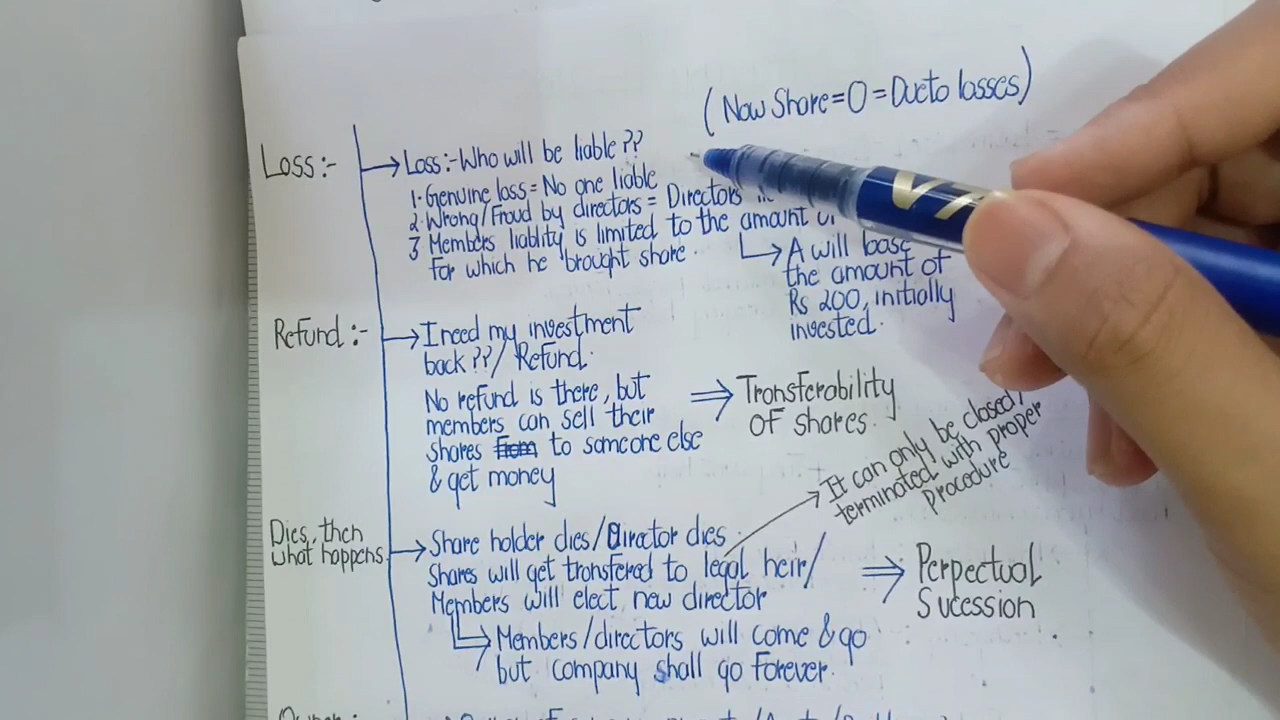 (Now Share=0=Due to losses)
Loss:-
Loss:-Who will be liable??
1. Genuine loss = No one liable
2. Wrong/Fraud by directors = Directors
3 Members liablity is limited to the amount
for which he brought share.
A will loose
the amount of
Rs 200, initially
invested.
Refund:-
I need my investment
back??/Refund.
No refund is there, but
members can sell their
shares from to someone else
& get money
Transferability
of shares.
It can only be closed/
terminated with proper
procedure
Dies, then
what happens
Share holder dies/Director dies
Shares will get transfered to legal heir/
Members will elect new director
Perpectual
Sucession
Members/directors will come & go
but company shall go forever.